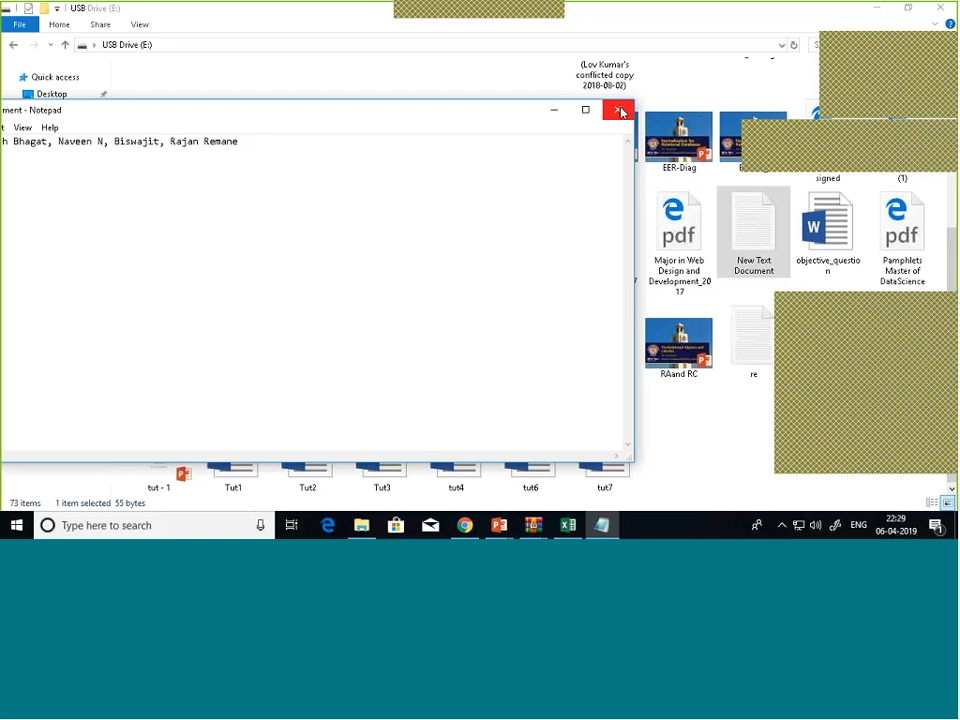 USB Drive (E:)
File Home Share View
USB Drive (E:)
Quick access
Desktop
(Lov Kumar's
conflicted copy
2018-08-02)
ment - Notepad
t View Help
h Bhagat, Naveen N, Biswajit, Rajan Remane
EER-Diag
signed
(1)
pdf
W
pdf
Major in Web
Design and
Development_20
17
New Text
Document
objective_questio
n
Pamphlets
Master of
DataScience
RAand RC
re
tut - 1
Tut1
Tut2
Tut3
tut4
tut6
tut7
73 items 1 item selected 55 bytes
Type here to search
ENG
22:29
06-04-2019